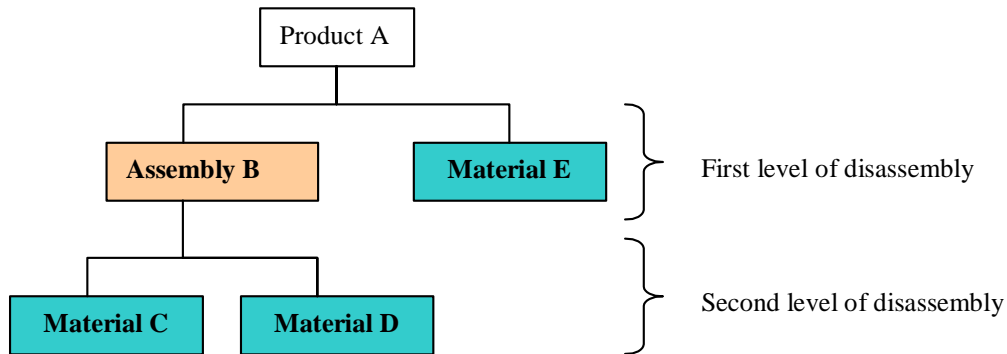 Product A
Assembly B
Material E
First level of disassembly
Material C
Material D
Second level of disassembly